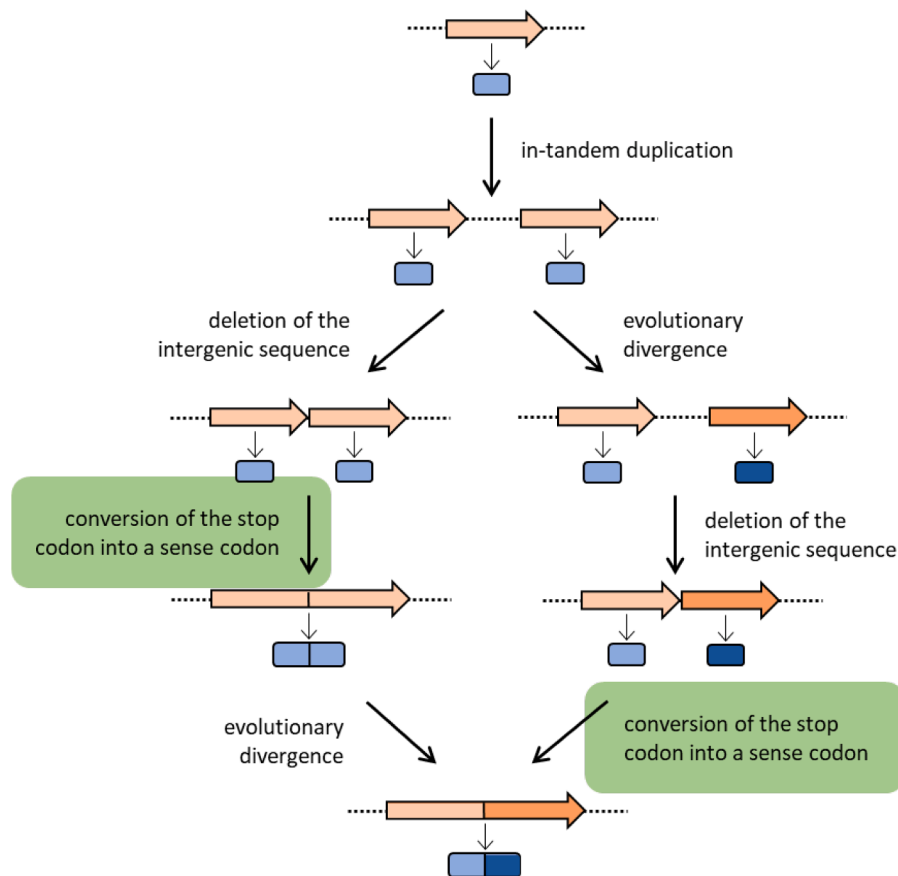 in-tandem duplication
deletion of the
intergenic sequence
evolutionary
divergence
conversion of the stop
codon into a sense codon
deletion of the
intergenic sequence
evolutionary
divergence
conversion of the stop
codon into a sense codon